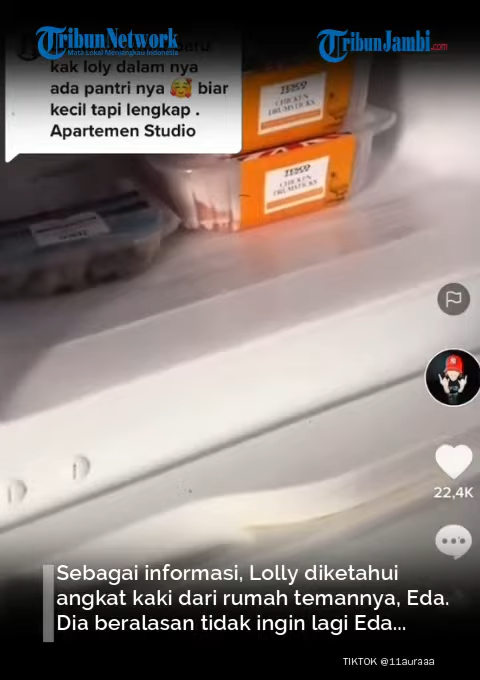 TribunNetwork
Mata Lokal Menjangkau Indonesia
TribunJambi.com
kak loly dalam nya
ada pantri nya 🥰 biar
kecil tapi lengkap .
Apartemen Studio
TESCO
CHICKEN
DRUMSTICKS
TESCO
CHICKEN
DRUMSTICKS
22,4K
Sebagai informasi, Lolly diketahui
angkat kaki dari rumah temannya, Eda.
Dia beralasan tidak ingin lagi Eda...
TIKTOK @11auraaa